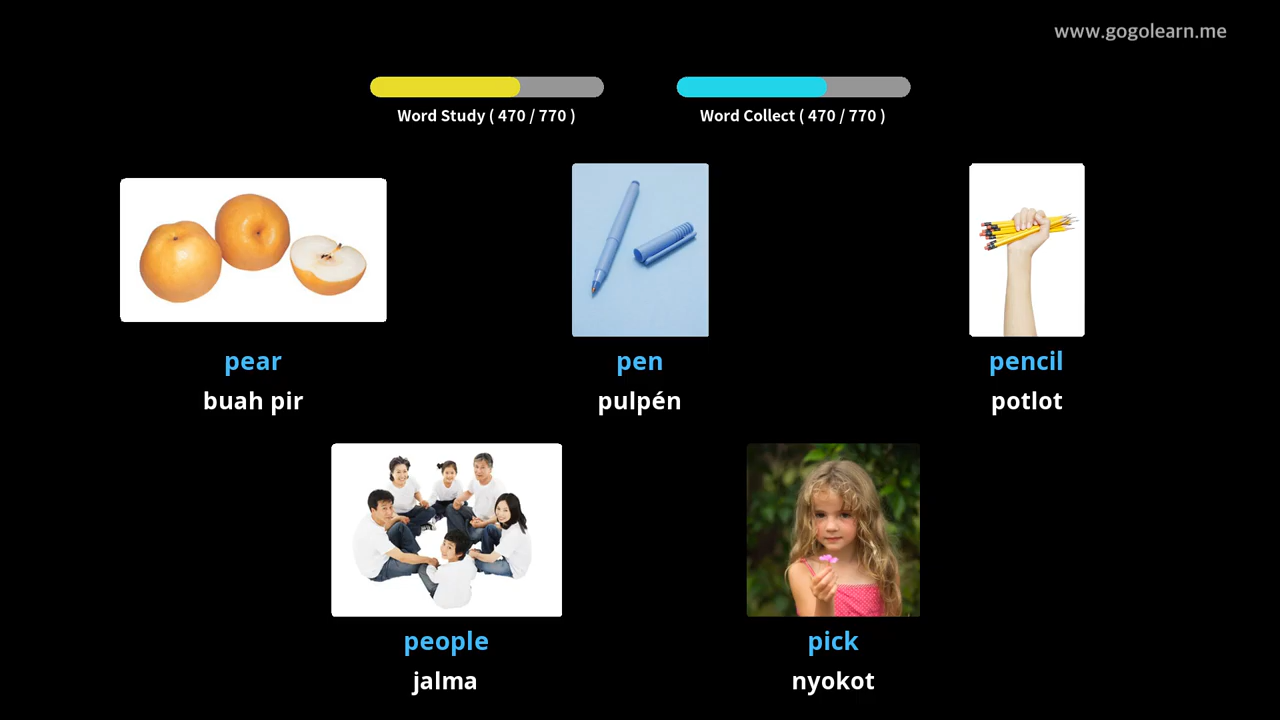 www.gogolearn.me
Word Study ( 470 / 770 )
Word Collect ( 470 / 770 )
pear
buah pir
pen
pulpén
pencil
potlot
people
jalma
pick
nyokot